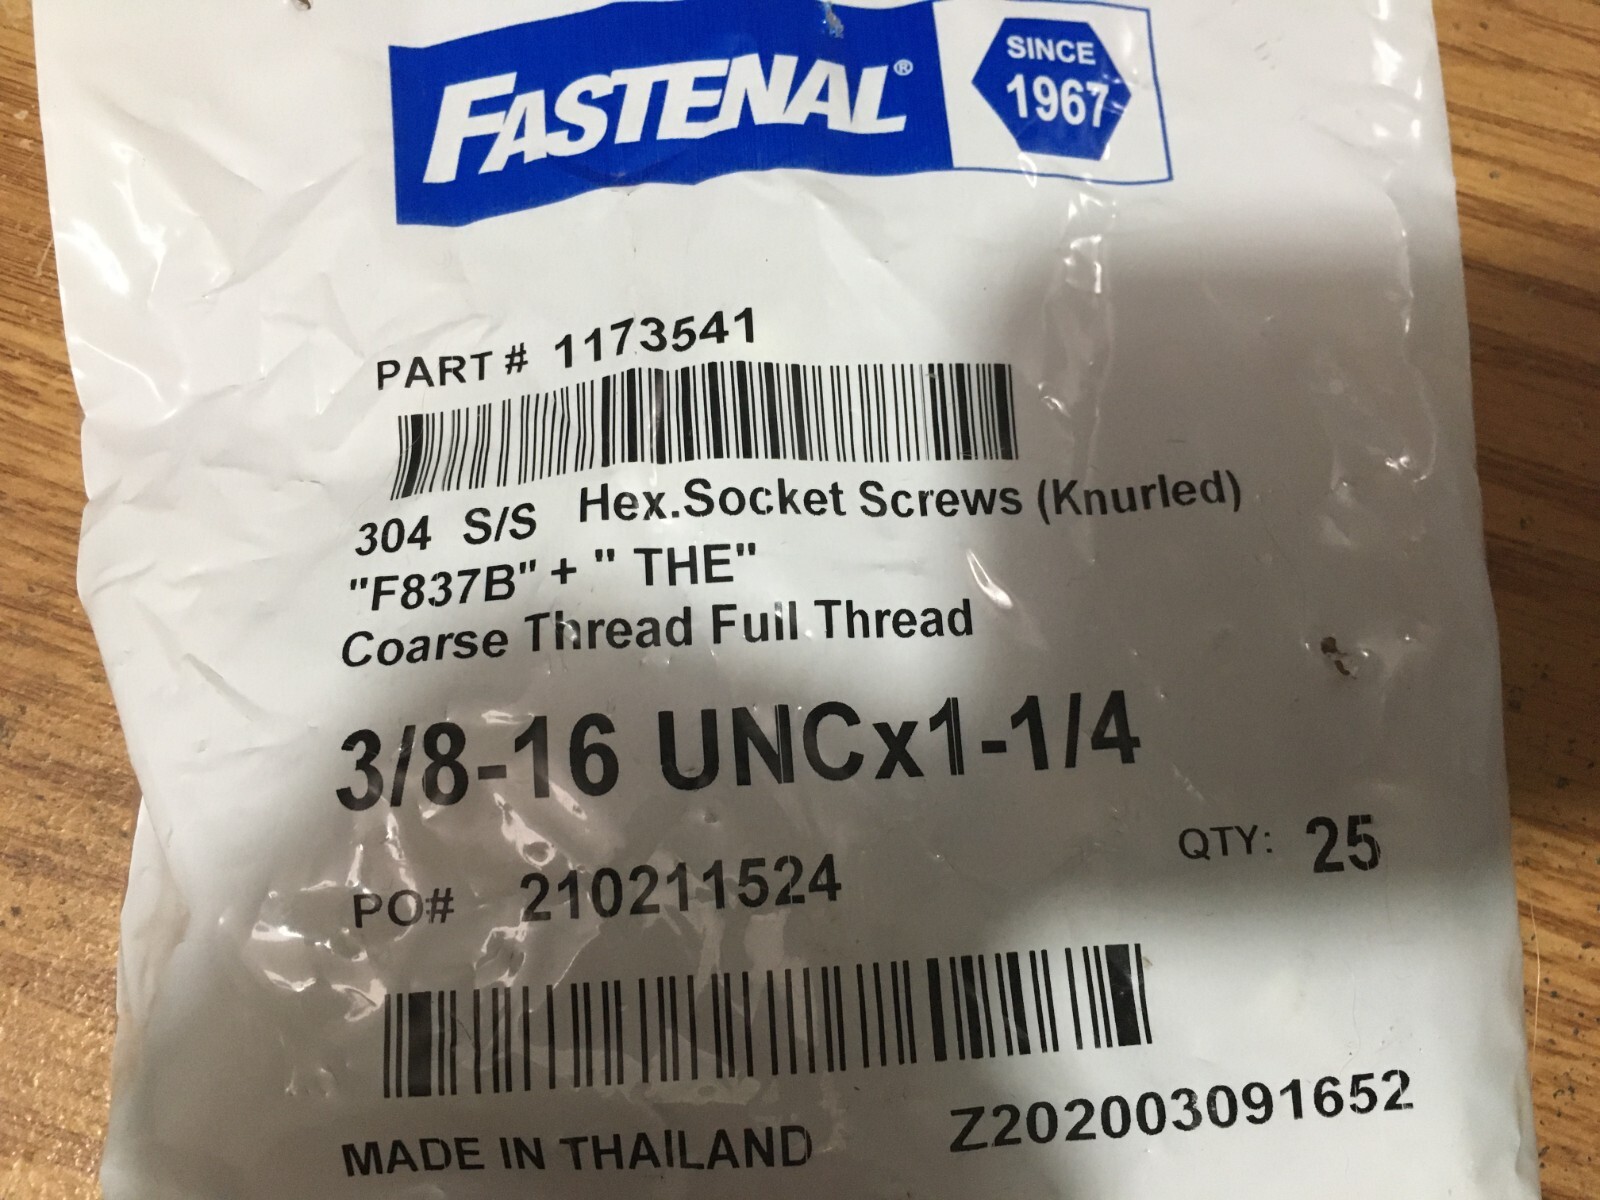 FASTENAL®
SINCE
1967
PART # 1173541
304 S/S Hex.Socket Screws (Knurled)
"F837B" + " THE"
Coarse Thread Full Thread
3/8-16 UNCx1-1/4
QTY: 25
PO# 210211524
MADE IN THAILAND
Z202003091652